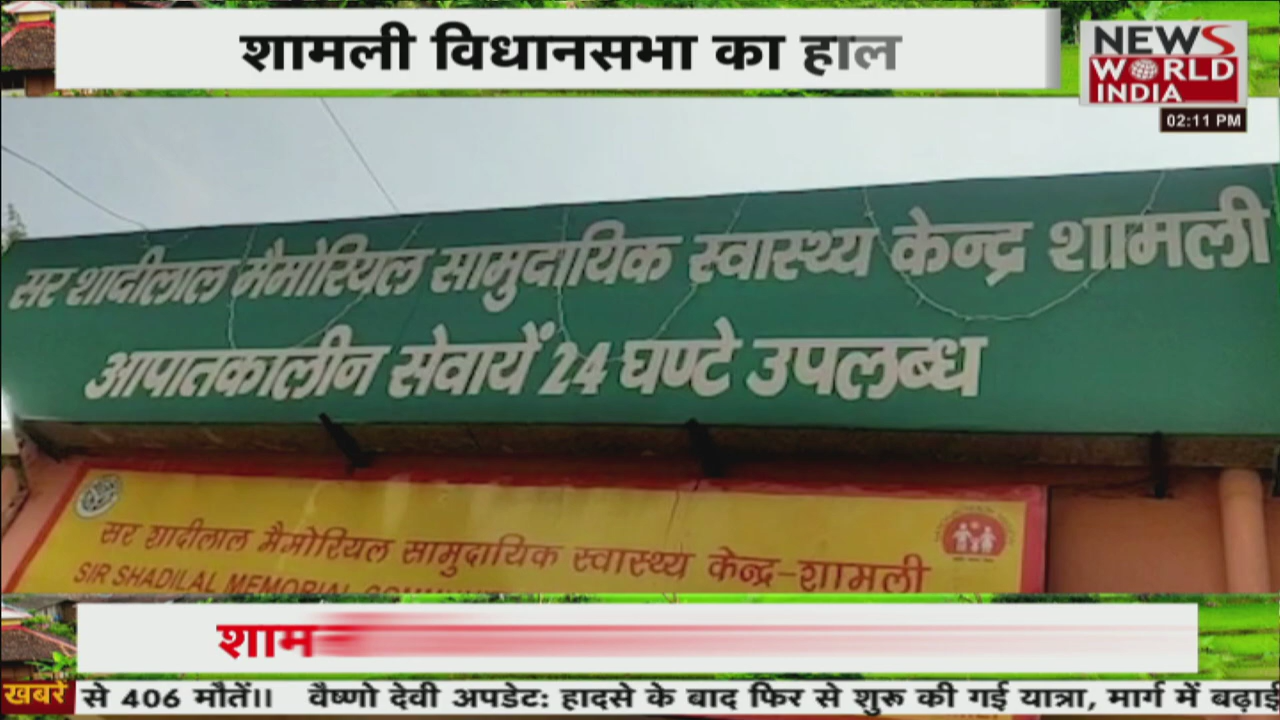 शामली विधानसभा का हाल
NEWS
WORLD
INDIA
02:11 PM
सर शादीलाल मैमोरियल सामुदायिक स्वास्थ्य केन्द्र शामली
आपातकालीन सेवायें 24 घण्टे उपलब्ध
सर शादीलाल मैमोरियल सामुदायिक स्वास्थ्य केन्द्र-शामली
SIR SHADILAL MEMORIAL
शाम
खबरें से 406 मौतें।। वैष्णो देवी अपडेट: हादसे के बाद फिर से शुरू की गई यात्रा, मार्ग में बढ़ाई